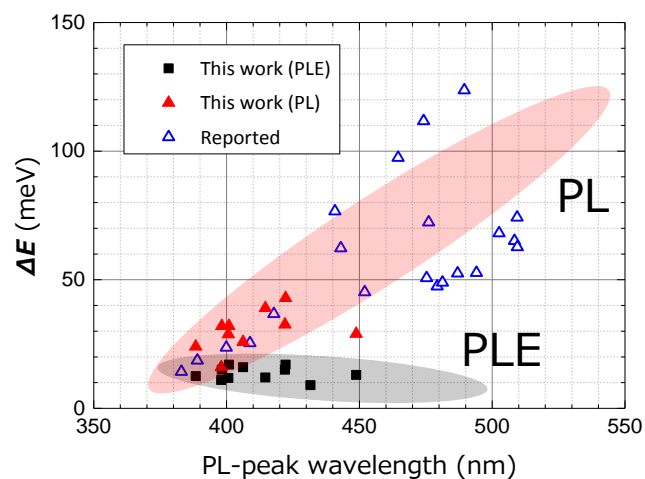 150
100
50
0
350
400
450
500
550
ΔE (meV)
PL-peak wavelength (nm)
This work (PLE)
This work (PL)
Reported
PL
PLE